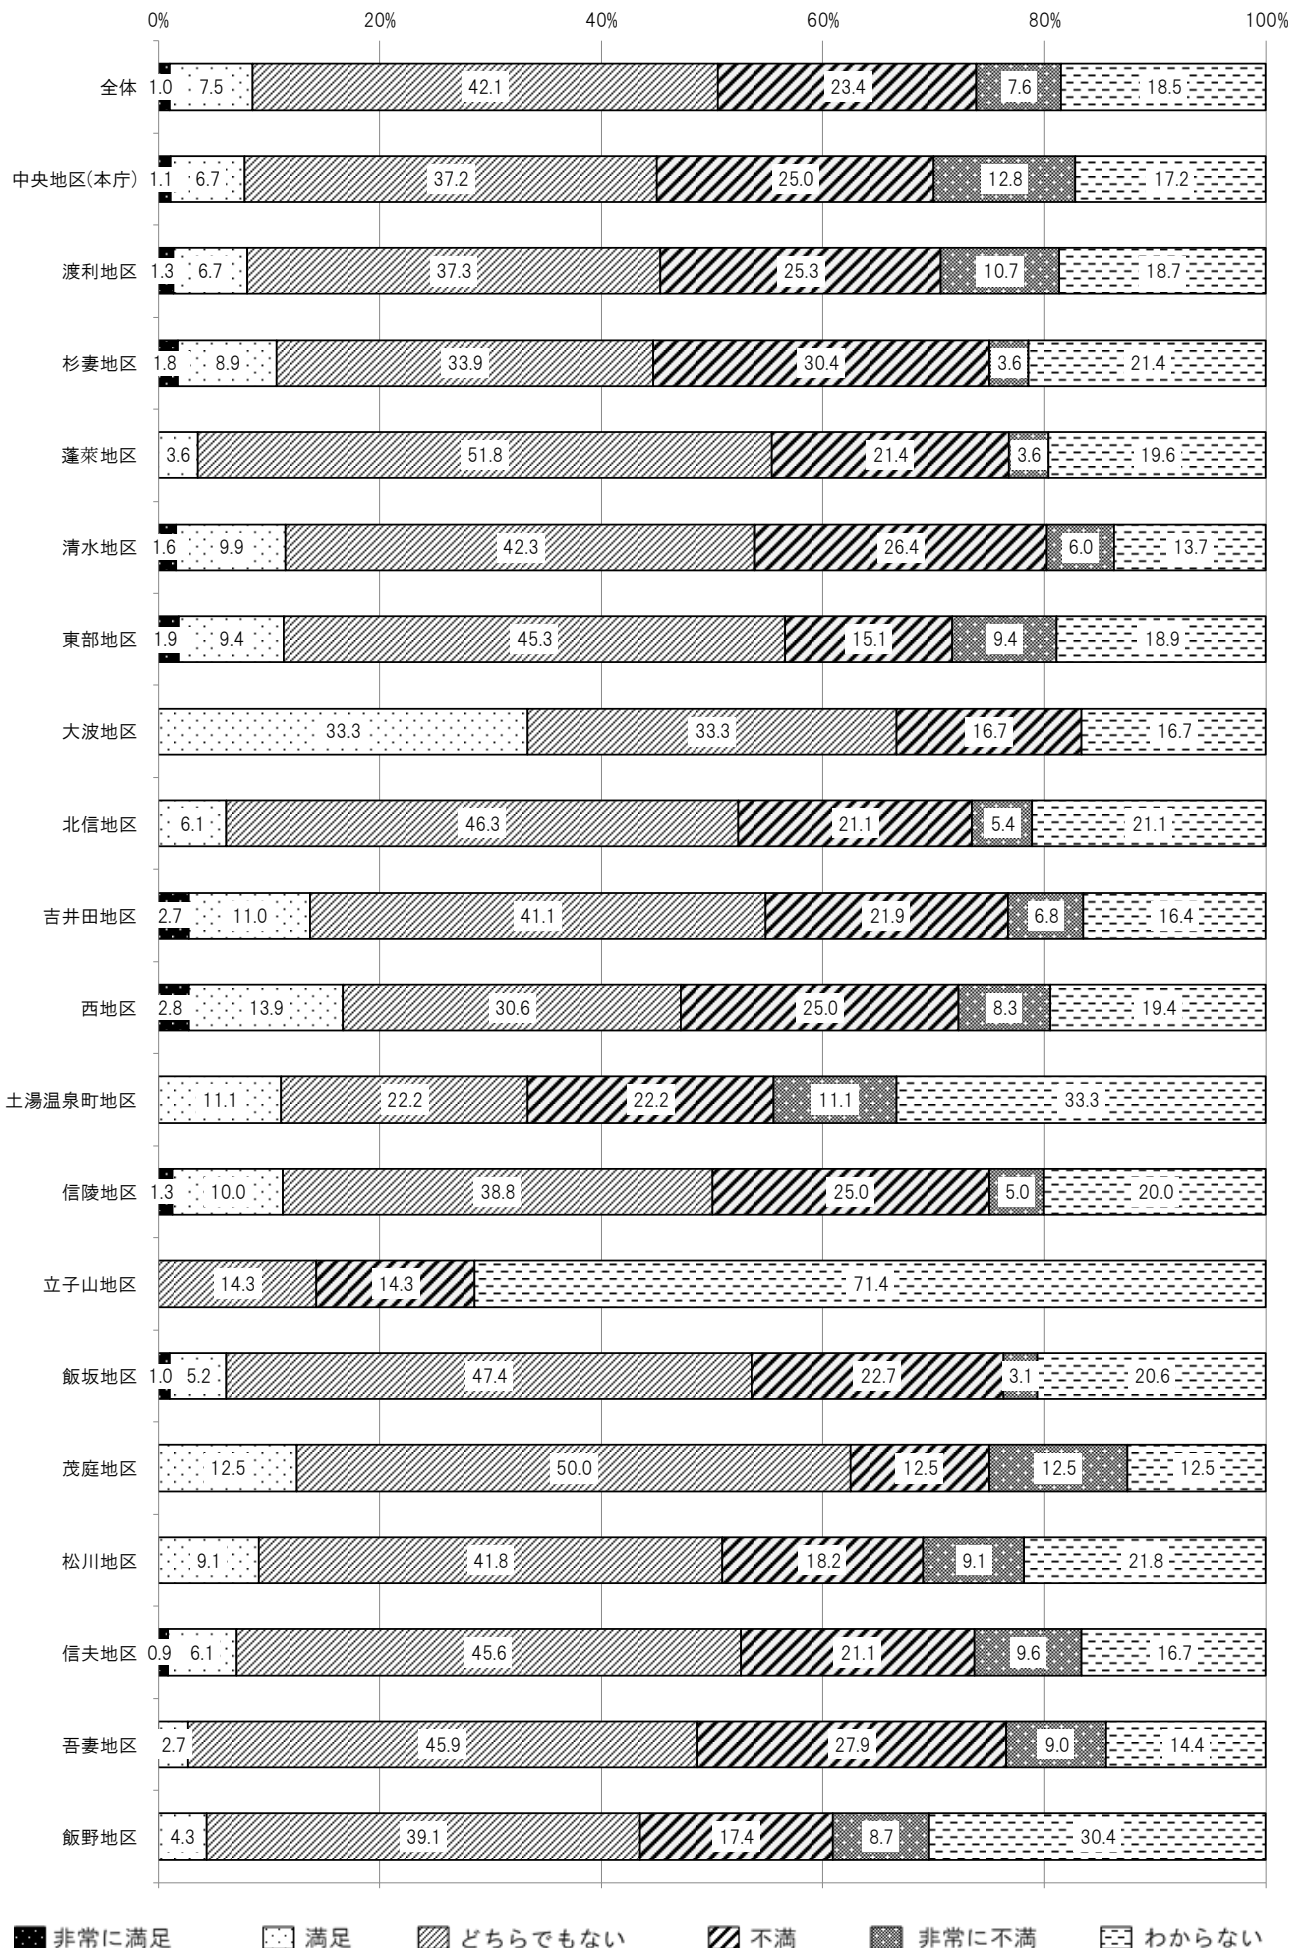 0% 20% 40% 60% 80% 100%
全体 1.0 7.5 42.1 23.4 7.6 18.5
中央地区(本庁) 1.1 6.7 37.2 25.0 12.8 17.2
渡利地区 1.3 6.7 37.3 25.3 10.7 18.7
杉妻地区 1.8 8.9 33.9 30.4 3.6 21.4
蓬萊地区 3.6 51.8 21.4 3.6 19.6
清水地区 1.6 9.9 42.3 26.4 6.0 13.7
東部地区 1.9 9.4 45.3 15.1 9.4 18.9
大波地区 33.3 33.3 16.7 16.7
北信地区 6.1 46.3 21.1 5.4 21.1
吉井田地区 2.7 11.0 41.1 21.9 6.8 16.4
西地区 2.8 13.9 30.6 25.0 8.3 19.4
土湯温泉町地区 11.1 22.2 22.2 11.1 33.3
信陵地区 1.3 10.0 38.8 25.0 5.0 20.0
立子山地区 14.3 14.3 71.4
飯坂地区 1.0 5.2 47.4 22.7 3.1 20.6
茂庭地区 12.5 50.0 12.5 12.5 12.5
松川地区 9.1 41.8 18.2 9.1 21.8
信夫地区 0.9 6.1 45.6 21.1 9.6 16.7
吾妻地区 2.7 45.9 27.9 9.0 14.4
飯野地区 4.3 39.1 17.4 8.7 30.4
非常に満足 満足 どちらでもない 不満 非常に不満 わからない